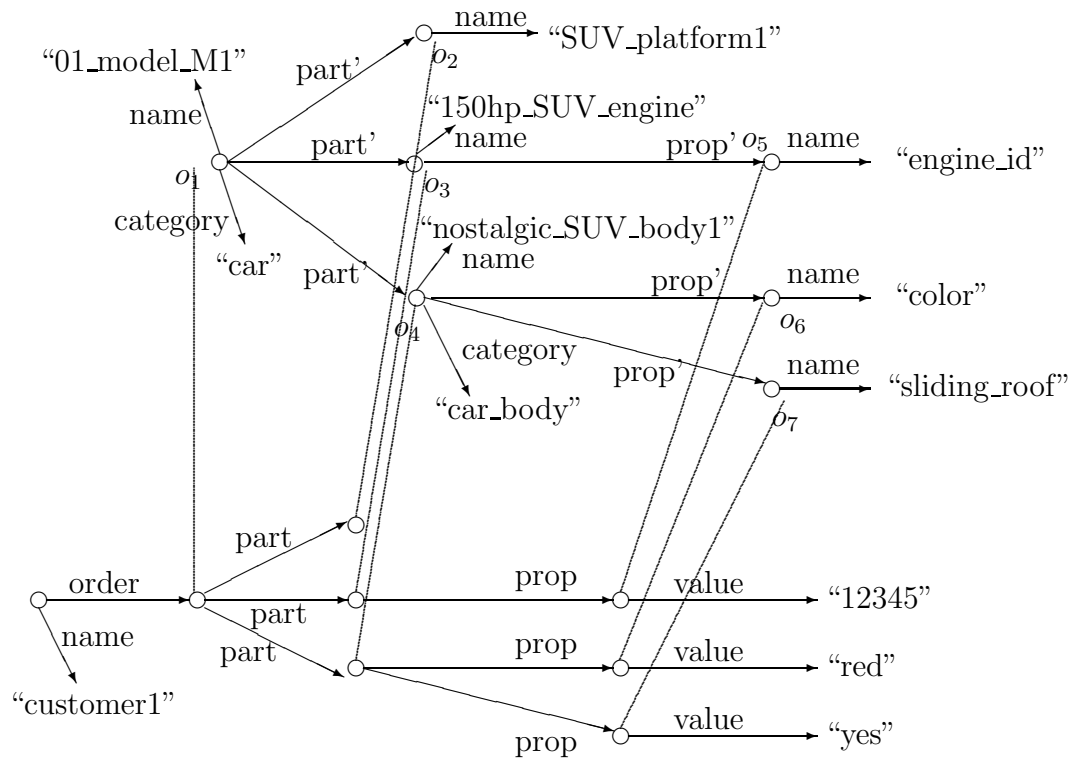 name
“SUV_platform1”
“01_model_M1”
o2
part'
“150hp_SUV_engine”
name
name
part'
prop' o5
name
“engine_id”
o1
o3
category
“nostalgic_SUV_body1”
“car”
part'
name
prop'
name
“color”
o4
o6
category
prop'
name
“sliding_roof”
“car_body”
o7
part
order
prop
value
“12345”
part
name
part
prop
value
“red”
“customer1”
prop
value
“yes”